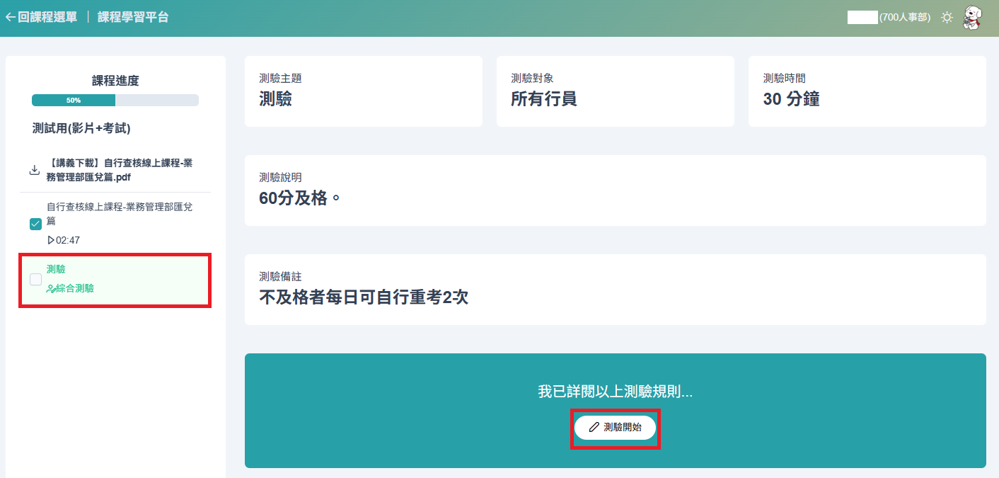 回課程選單 | 課程學習平台
(700人事部)
課程進度
50%
測試用(影片+考試)
【講義下載】自行查核線上課程-業
務管理部匯兌篇.pdf
自行查核線上課程-業務管理部匯兌
篇
02:47
測驗
綜合測驗
測驗主題
測驗
測驗對象
所有行員
測驗時間
30 分鐘
測驗說明
60分及格。
測驗備註
不及格者每日可自行重考2次
我已詳閱以上測驗規則...
測驗開始